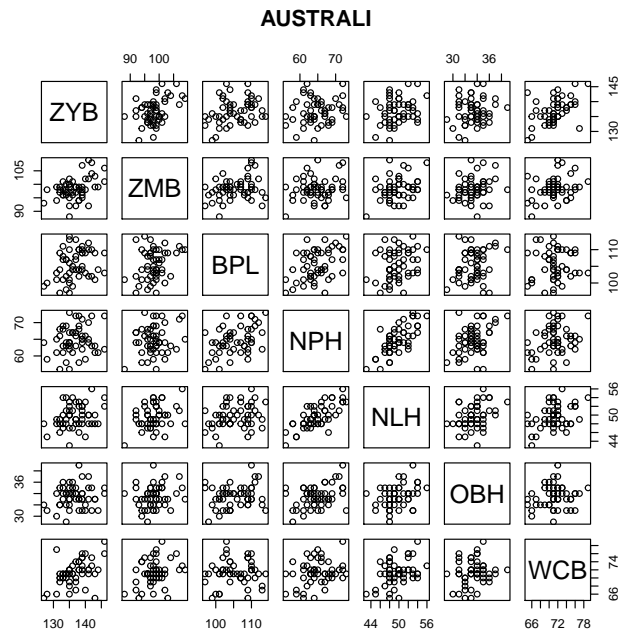 AUSTRALI
90 100 60 70 30 36
ZYB 130 145
90 105 ZMB
BPL 100 110
60 70 NPH
NLH 44 50 56
30 36 OBH
WCB 66 74
130 140 100 110 44 50 56 66 72 78